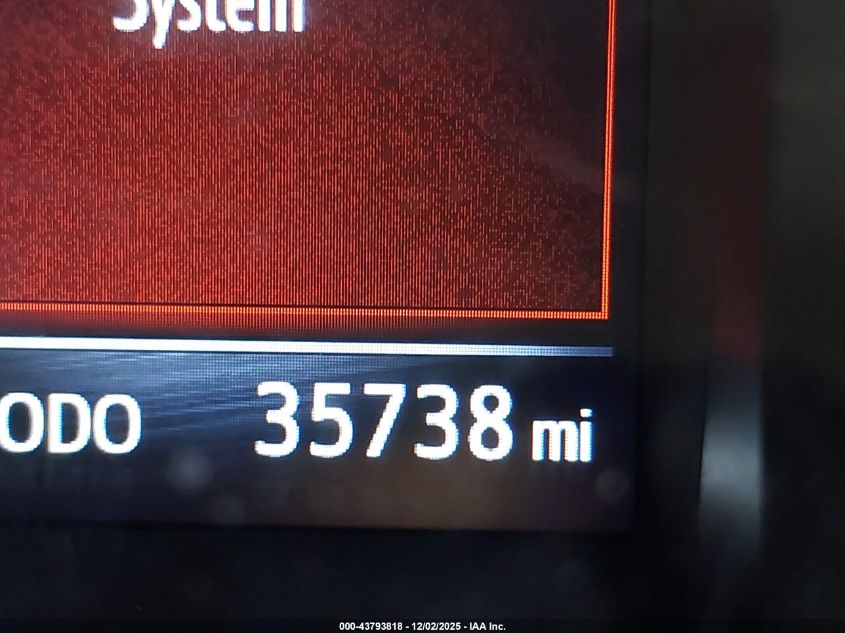 System
ODO 35738 mi
000-43793818 - 12/02/2025 - IAA Inc.